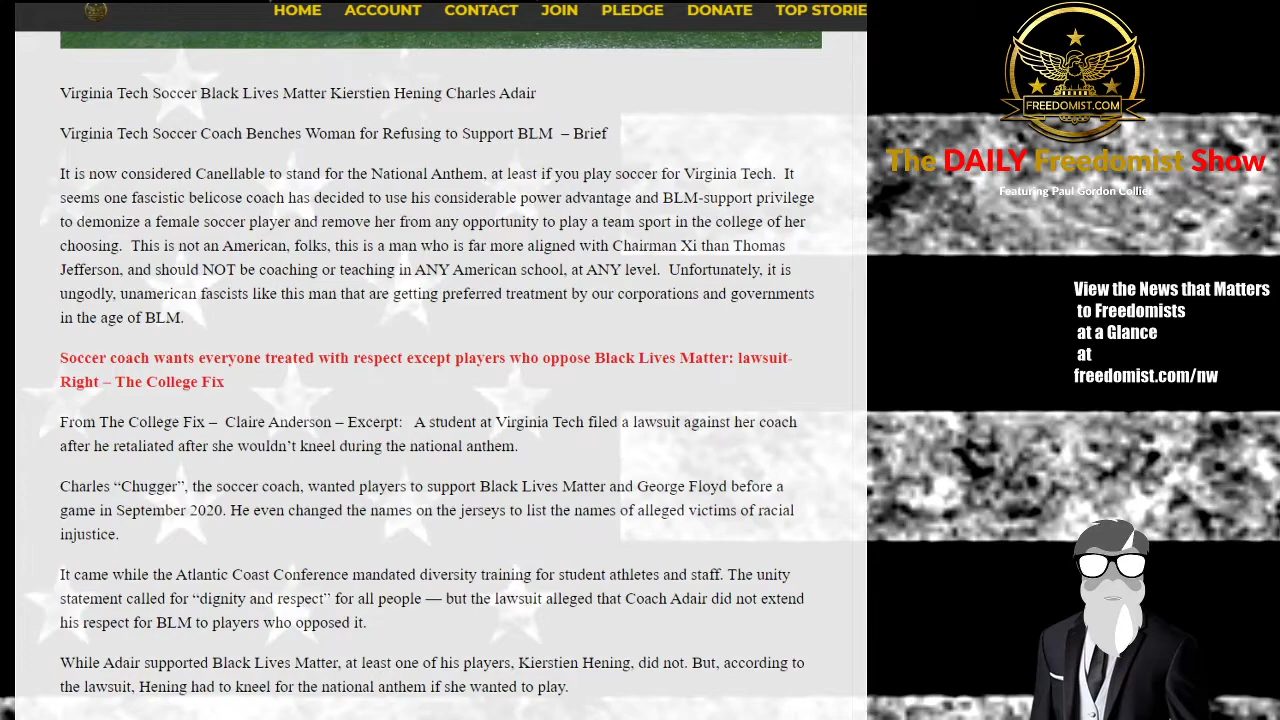 HOME ACCOUNT CONTACT JOIN PLEDGE DONATE TOP STORIE
Virginia Tech Soccer Black Lives Matter Kierstien Hening Charles Adair
Virginia Tech Soccer Coach Benches Woman for Refusing to Support BLM – Brief
It is now considered Canellable to stand for the National Anthem, at least if you play soccer for Virginia Tech. It
seems one fascistic belicose coach has decided to use his considerable power advantage and BLM-support privilege
to demonize a female soccer player and remove her from any opportunity to play a team sport in the college of her
choosing. This is not an American, folks, this is a man who is far more aligned with Chairman Xi than Thomas
Jefferson, and should NOT be coaching or teaching in ANY American school, at ANY level. Unfortunately, it is
ungodly, unamerican fascists like this man that are getting preferred treatment by our corporations and governments
in the age of BLM.
Soccer coach wants everyone treated with respect except players who oppose Black Lives Matter: lawsuit-
Right – The College Fix
From The College Fix – Claire Anderson – Excerpt: A student at Virginia Tech filed a lawsuit against her coach
after he retaliated after she wouldn’t kneel during the national anthem.
Charles “Chugger”, the soccer coach, wanted players to support Black Lives Matter and George Floyd before a
game in September 2020. He even changed the names on the jerseys to list the names of alleged victims of racial
injustice.
It came while the Atlantic Coast Conference mandated diversity training for student athletes and staff. The unity
statement called for “dignity and respect” for all people — but the lawsuit alleged that Coach Adair did not extend
his respect for BLM to players who opposed it.
While Adair supported Black Lives Matter, at least one of his players, Kierstien Hening, did not. But, according to
the lawsuit, Hening had to kneel for the national anthem if she wanted to play.
FREEDOMIST.COM
The DAILY Freedomist Show
Featuring Paul Gordon Collier
View the News that Matters
to Freedomists
at a Glance
at
freedomist.com/nw